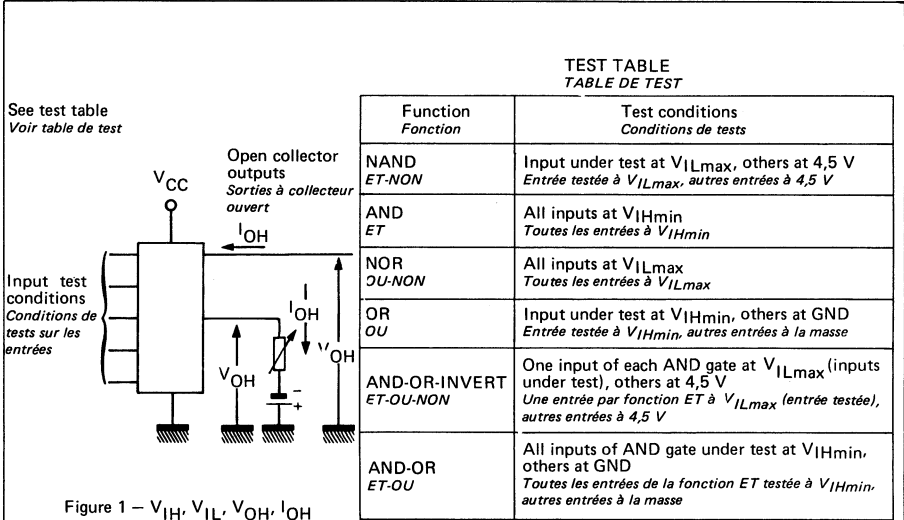 TEST TABLE
TABLE DE TEST
See test table
Voir table de test
Open collector
outputs
Sorties à collecteur
ouvert
VCC
IOH
Input test
conditions
Conditions de
tests sur les
entrées
VOH
IOH
VOH
Function
Fonction
Test conditions
Conditions de tests
NAND
ET-NON
Input under test at VILmax, others at 4,5 V
Entrée testée à VILmax, autres entrées à 4,5 V
AND
ET
All inputs at VIHmin
Toutes les entrées à VIHmin
NOR
OU-NON
All inputs at VILmax
Toutes les entrées à VILmax
OR
OU
Input under test at VIHmin, others at GND
Entrée testée à VIHmin, autres entrées à la masse
AND-OR-INVERT
ET-OU-NON
One input of each AND gate at VILmax (inputs
under test), others at 4,5 V
Une entrée par fonction ET à VILmax (entrée testée),
autres entrées à 4,5 V
AND-OR
ET-OU
All inputs of AND gate under test at VIHmin,
others at GND
Toutes les entrées de la fonction ET testée à VIHmin,
autres entrées à la masse
- +
Figure 1 – VIH, VIL, VOH, IOH